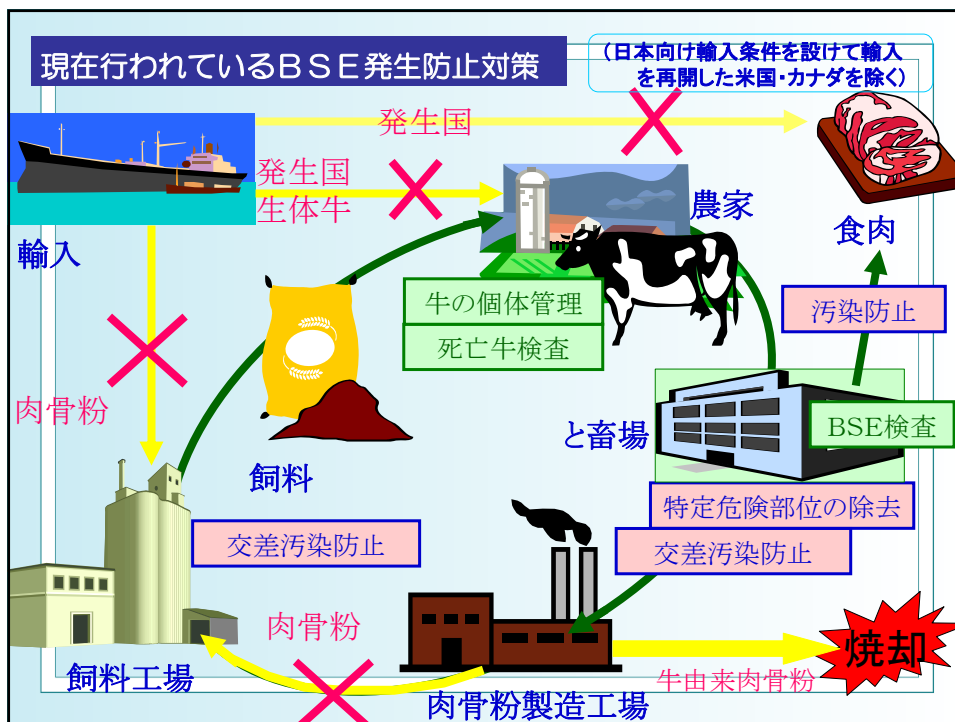 現在行われているＢＳＥ発生防止対策
（日本向け輸入条件を設けて輸入
を再開した米国・カナダを除く）
発生国
発生国
生体牛
農家
輸入
食肉
牛の個体管理
死亡牛検査
汚染防止
肉骨粉
飼料
と畜場
BSE検査
特定危険部位の除去
交差汚染防止
交差汚染防止
肉骨粉
焼却
飼料工場
牛由来肉骨粉
肉骨粉製造工場